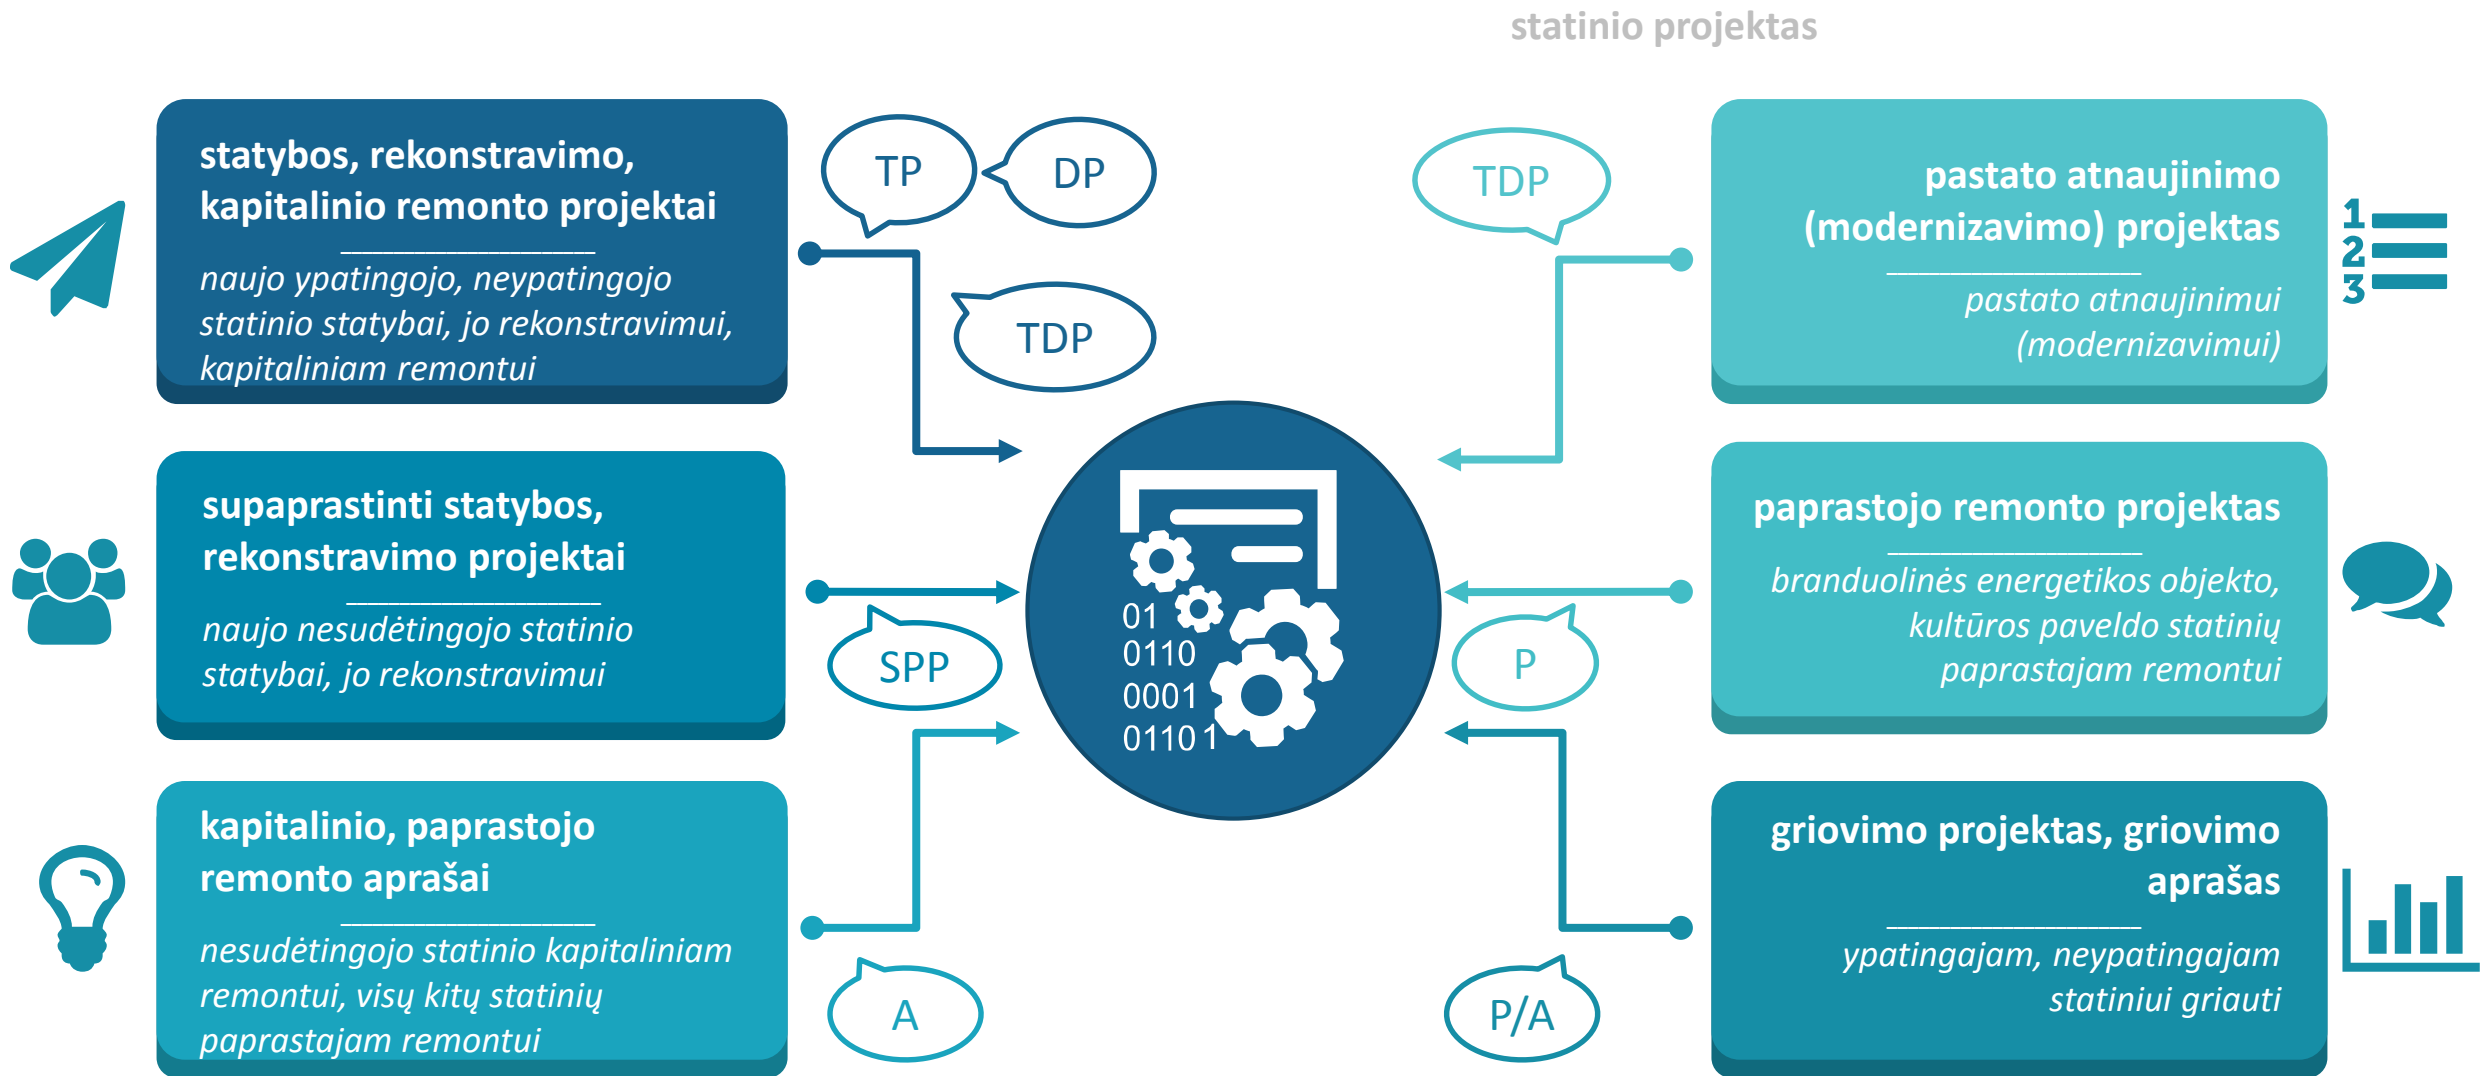 statinio projektas
statybos, rekonstravimo,
kapitalinio remonto projektai
naujo ypatingojo, neypatingojo
statinio statybai, jo rekonstravimui,
kapitaliniam remontui
TP
DP
TDP
supaprastinti statybos,
rekonstravimo projektai
naujo nesudėtingojo statinio
statybai, jo rekonstravimui
SPP
kapitalinio, paprastojo
remonto aprašai
nesudėtingojo statinio kapitaliniam
remontui, visų kitų statinių
paprastajam remontui
A
01
0110
0001
0110 1
TDP
pastato atnaujinimo
(modernizavimo) projektas
pastato atnaujinimui
(modernizavimui)
1
2
3
P
paprastojo remonto projektas
branduolinės energetikos objekto,
kultūros paveldo statinių
paprastajam remontui
P/A
griovimo projektas, griovimo
aprašas
ypatingajam, neypatingajam
statiniui griauti